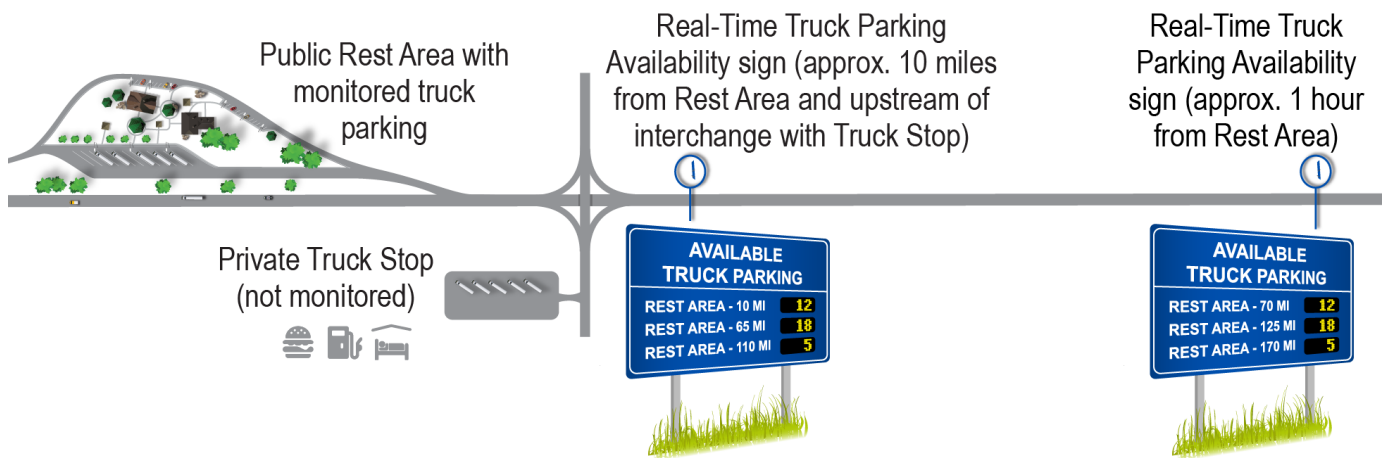 Public Rest Area with
monitored truck
parking
Real-Time Truck Parking
Availability sign (approx. 10 miles
from Rest Area and upstream of
interchange with Truck Stop)
Real-Time Truck
Parking Availability
sign (approx. 1 hour
from Rest Area)
Private Truck Stop
(not monitored)
AVAILABLE
TRUCK PARKING
REST AREA - 10 MI 12
REST AREA - 65 MI 18
REST AREA - 110 MI 5
AVAILABLE
TRUCK PARKING
REST AREA - 70 MI 12
REST AREA - 125 MI 18
REST AREA - 170 MI 5